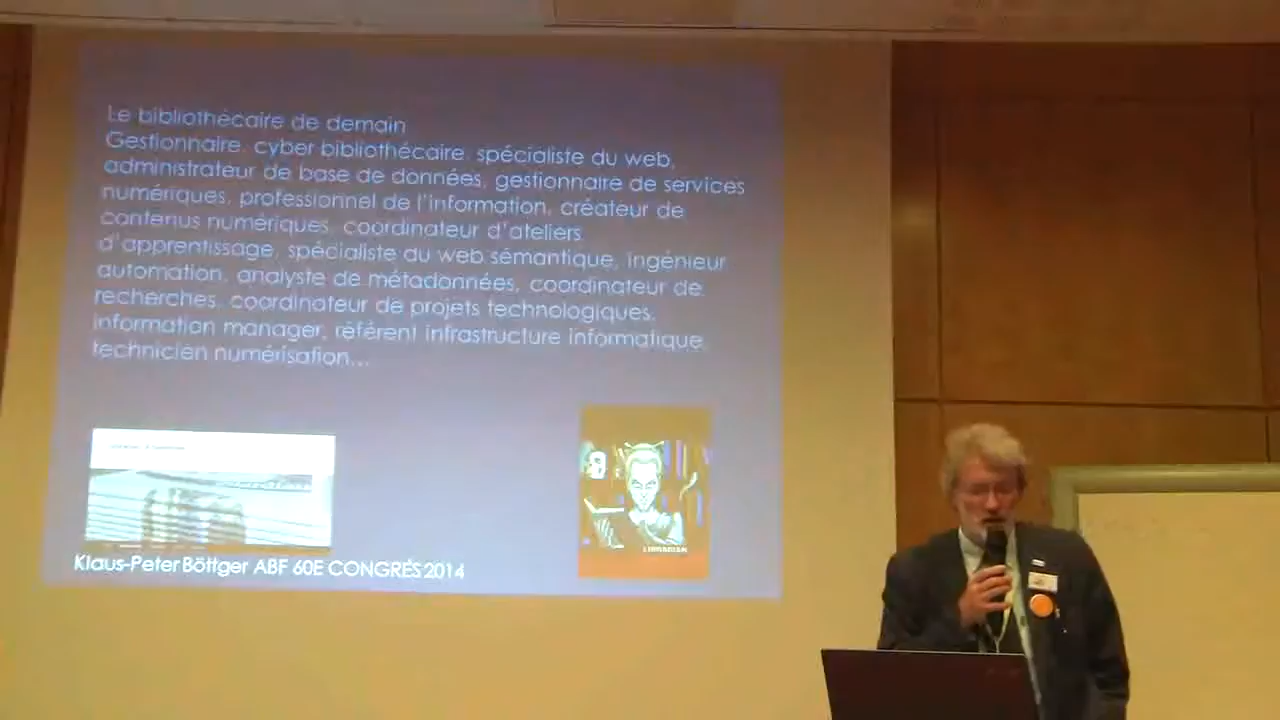 Le bibliothécaire de demain
Gestionnaire, cyber bibliothécaire, spécialiste du web,
administrateur de base de données, gestionnaire de services
numériques, professionnel de l'information, créateur de
contenus numériques, coordinateur d'ateliers
d'apprentissage, spécialiste du web sémantique, ingénieur
automation, analyste de métadonnées, coordinateur de
recherches, coordinateur de projets technologiques,
information manager, référent infrastructure informatique,
technicien numérisation...
LIBRARIAN
Klaus-Peter Böttger ABF 60E CONGRÈS 2014